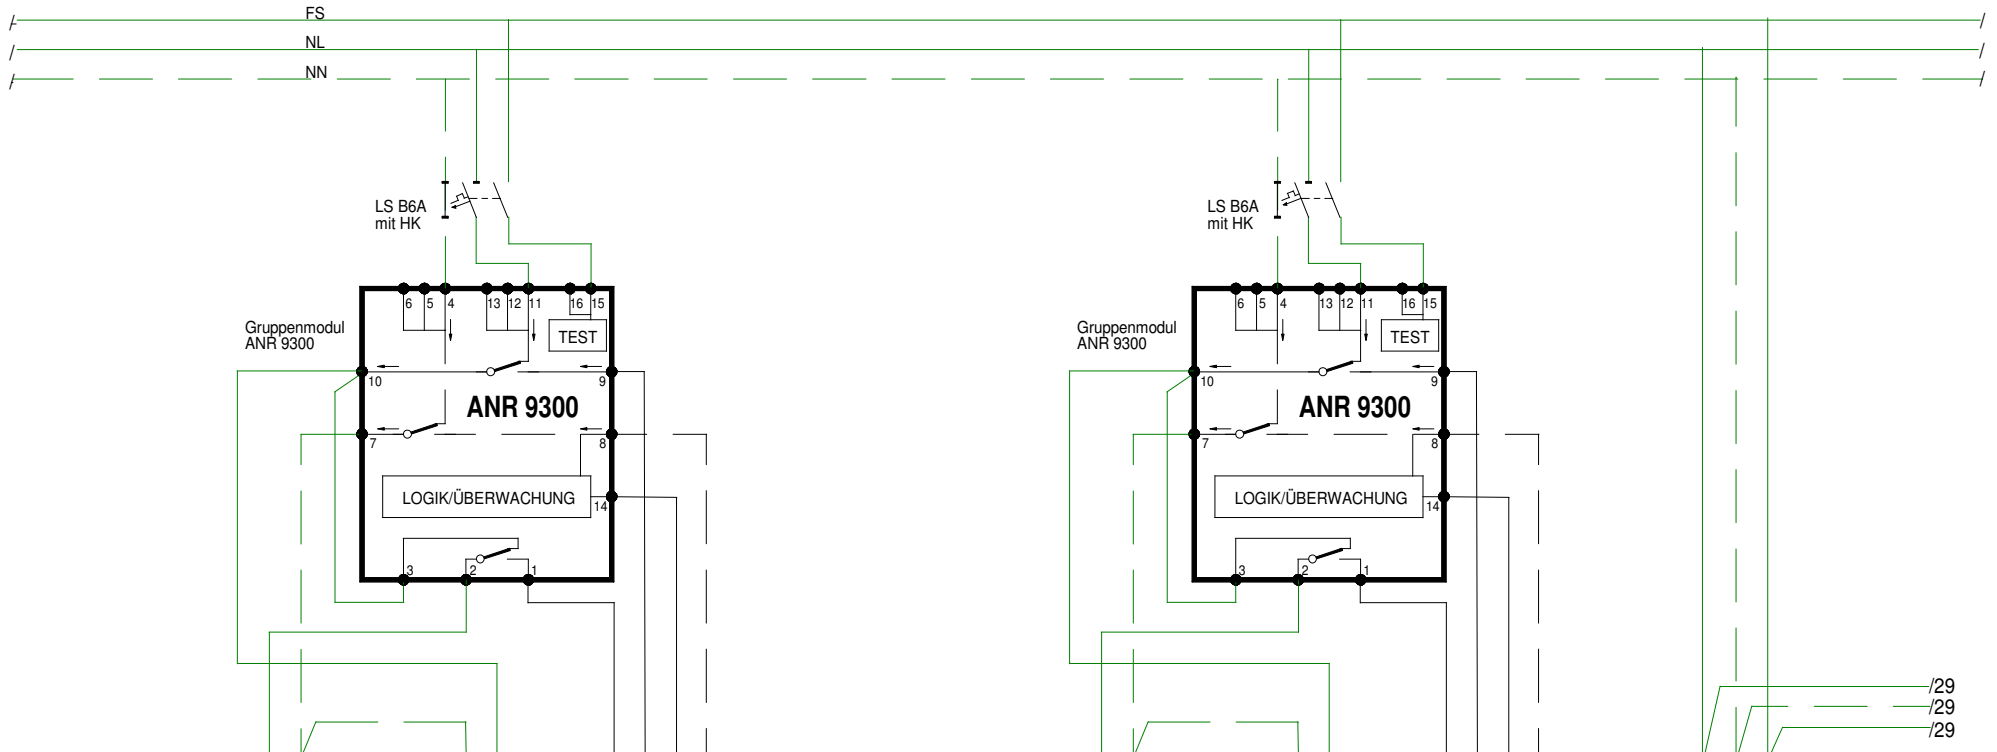 FS
NL
NN
LS B6A
mit HK
LS B6A
mit HK
6 5 4 13 12 11 16 15
6 5 4 13 12 11 16 15
Gruppenmodul
ANR 9300
TEST
Gruppenmodul
ANR 9300
TEST
10 9
10 9
ANR 9300
ANR 9300
7 8
7 8
LOGIK/ÜBERWACHUNG
14
LOGIK/ÜBERWACHUNG
14
3 2 1
3 2 1
/29
/29
/29